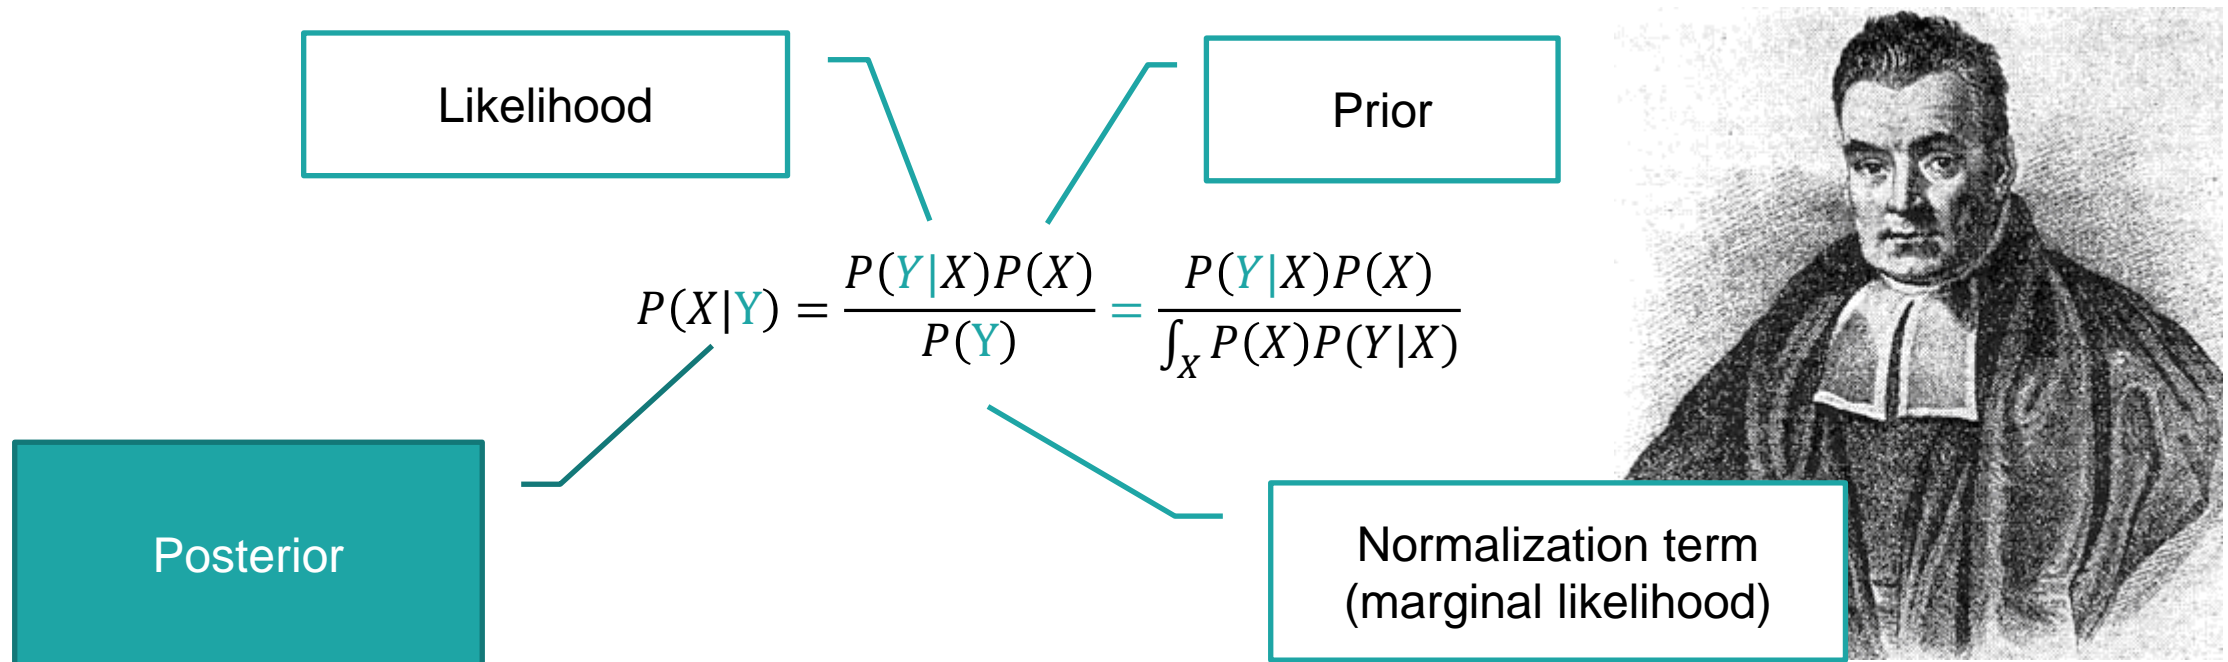 Likelihood
Prior
P(X|Y) = P(Y|X)P(X) / P(Y) = P(Y|X)P(X) / ∫_X P(X)P(Y|X)
Posterior
Normalization term
(marginal likelihood)